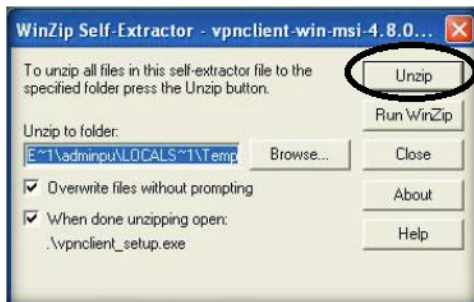 WinZip Self-Extractor - vpnclient-win-msi-4.8.0...
To unzip all files in this self-extractor file to the
specified folder press the Unzip button.
Unzip to folder:
E~1\adminpu\LOCALS~1\Temp
Browse...
Overwrite files without prompting
When done unzipping open:
.\vpnclient_setup.exe
Unzip
Run WinZip
Close
About
Help